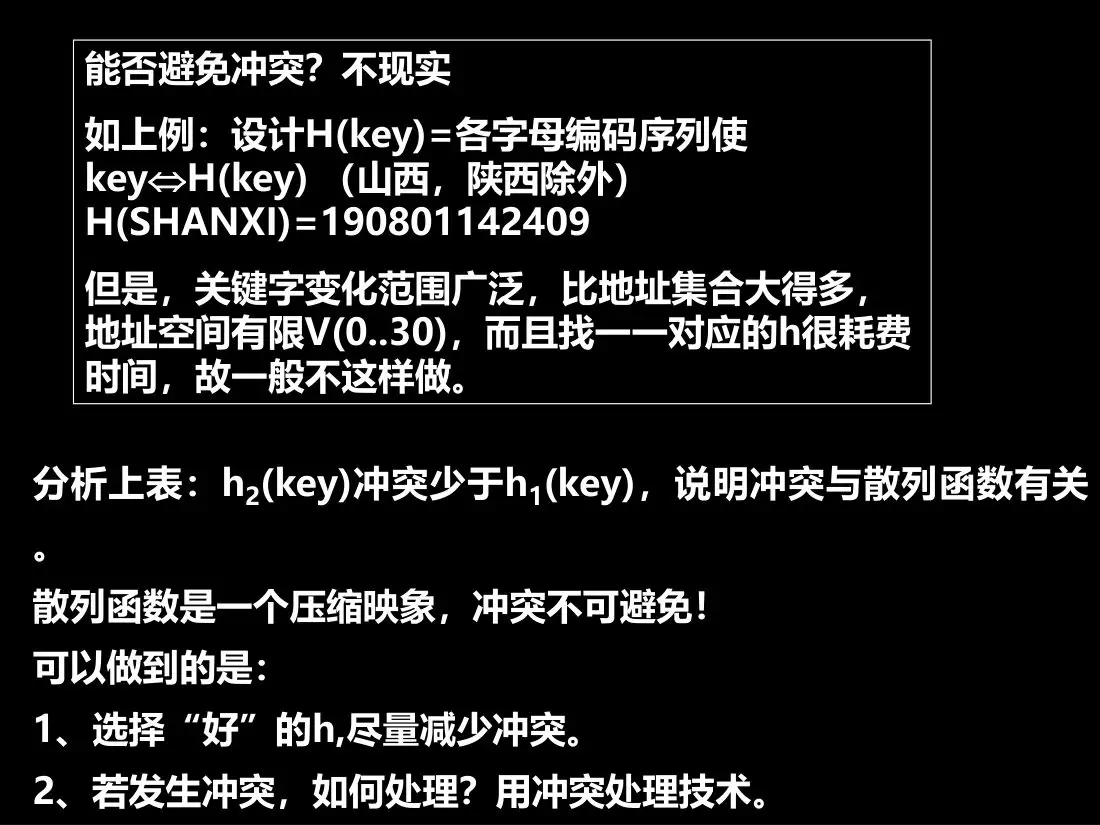 能否避免冲突？不现实
如上例：设计H(key)=各字母编码序列使
key⇔H(key) （山西，陕西除外）
H(SHANXI)=190801142409
但是，关键字变化范围广泛，比地址集合大得多，
地址空间有限V(0..30)，而且找一一对应的h很耗费
时间，故一般不这样做。
分析上表：h₂(key)冲突少于h₁(key)，说明冲突与散列函数有关
。
散列函数是一个压缩映象，冲突不可避免！
可以做到的是：
1、选择“好”的h,尽量减少冲突。
2、若发生冲突，如何处理？用冲突处理技术。